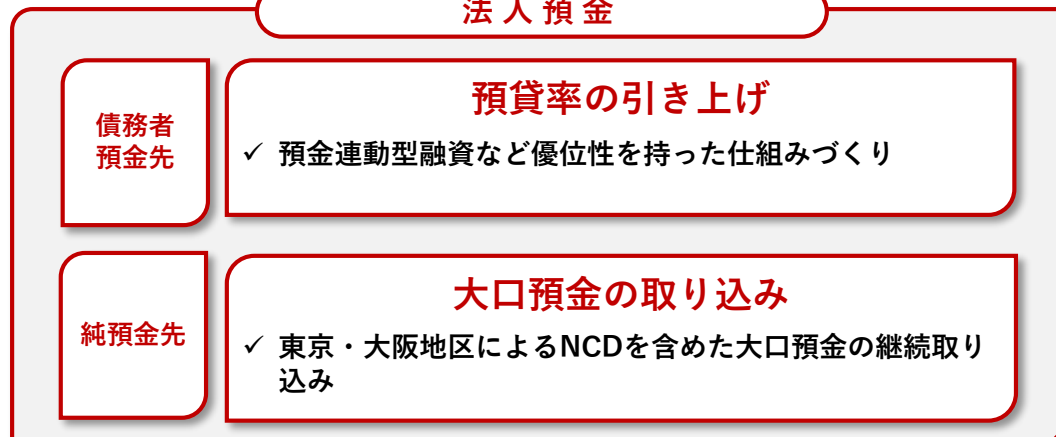 法人預金
債務者
預金先
預貸率の引き上げ
✓ 預金連動型融資など優位性を持った仕組みづくり
純預金先
大口預金の取り込み
✓ 東京・大阪地区によるNCDを含めた大口預金の継続取り
込み